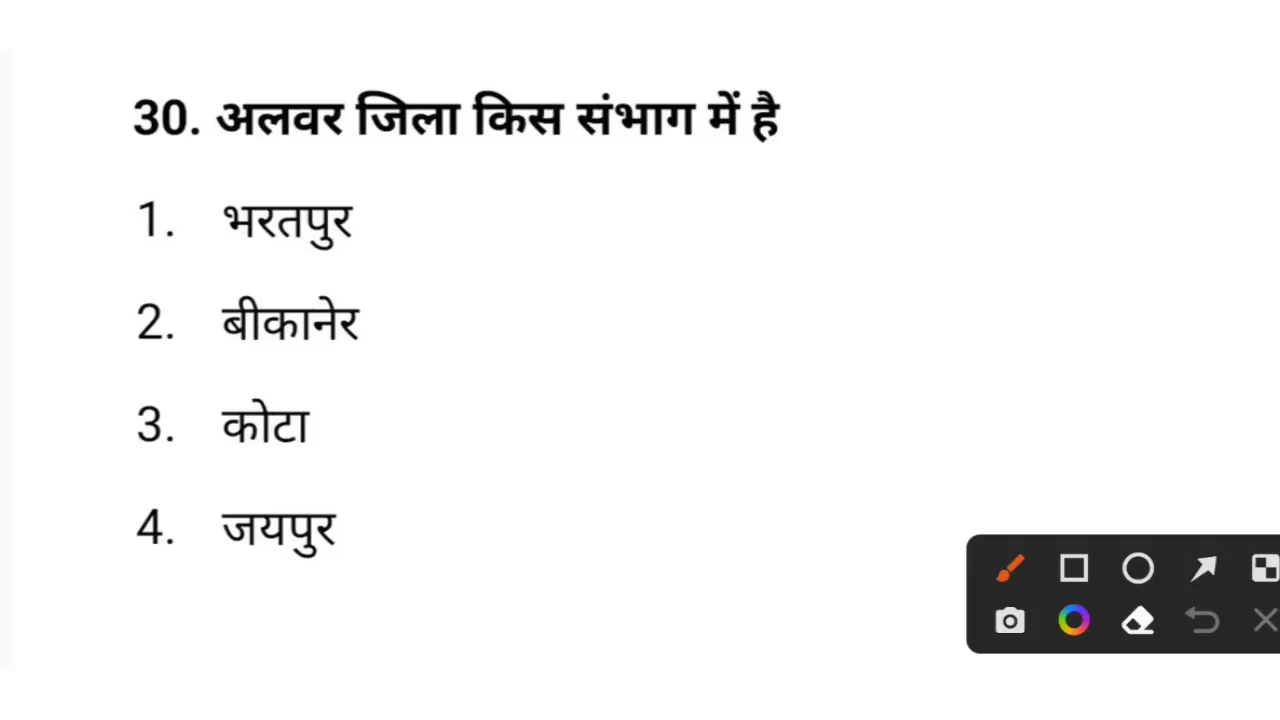 30. अलवर जिला किस संभाग में है
1. भरतपुर
2. बीकानेर
3. कोटा
4. जयपुर